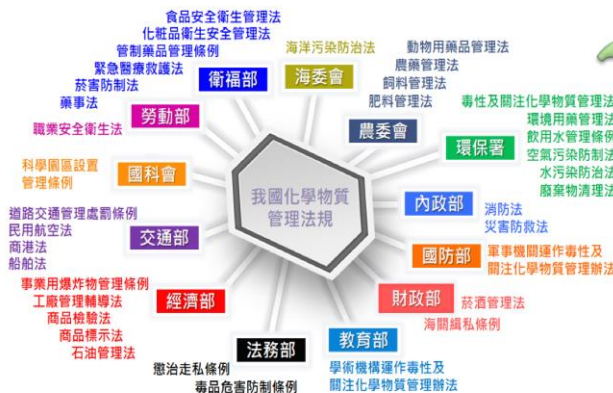 食品安全衛生管理法
化粧品衛生安全管理法
管制藥品管理條例
緊急醫療救護法
菸害防制法
藥事法
衛福部
海洋污染防治法
海委會
動物用藥品管理法
農藥管理法
飼料管理法
肥料管理法
農委會
毒性及關注化學物質管理法
環境用藥管理法
飲用水管理條例
空氣污染防制法
水污染防治法
廢棄物清理法
環保署
勞動部
職業安全衛生法
國科會
科學園區設置
管理條例
我國化學物質
管理法規
內政部
消防法
災害防救法
交通部
道路交通管理處罰條例
民用航空法
商港法
船舶法
國防部
軍事機關運作毒性及
關注化學物質管理辦法
經濟部
事業用爆炸物管理條例
工廠管理輔導法
商品檢驗法
商品標示法
石油管理法
財政部
菸酒管理法
海關緝私條例
法務部
懲治走私條例
毒品危害防制條例
教育部
學術機構運作毒性及
關注化學物質管理辦法